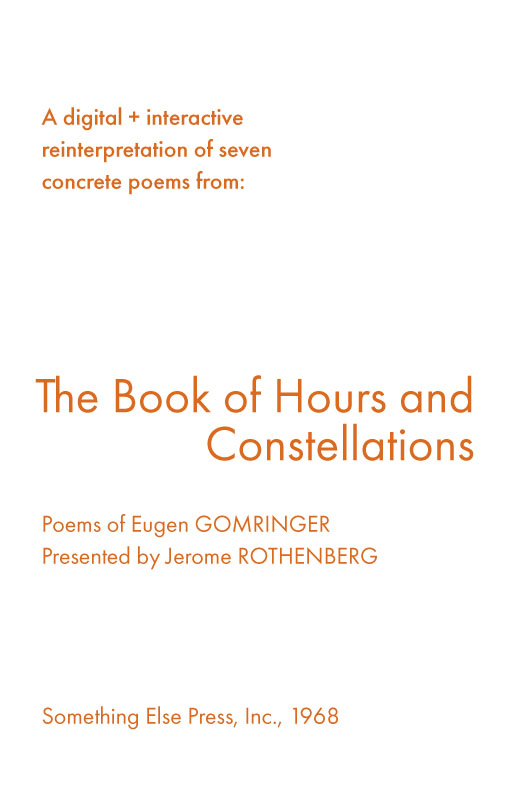 A digital + interactive
reinterpretation of seven
concrete poems from:
The Book of Hours and
Constellations
Poems of Eugen GOMRINGER
Presented by Jerome ROTHENBERG
Something Else Press, Inc., 1968